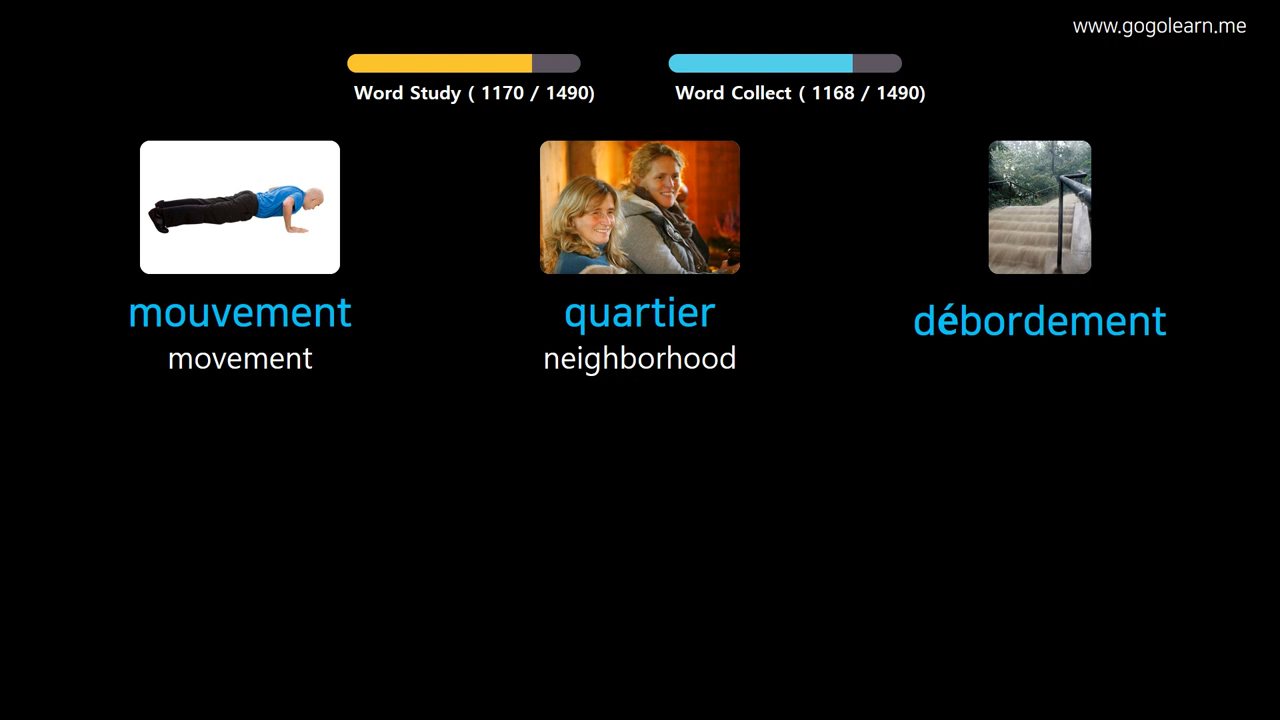 www.gogolearn.me
Word Study ( 1170 / 1490)
Word Collect ( 1168 / 1490)
mouvement
movement
quartier
neighborhood
débordement